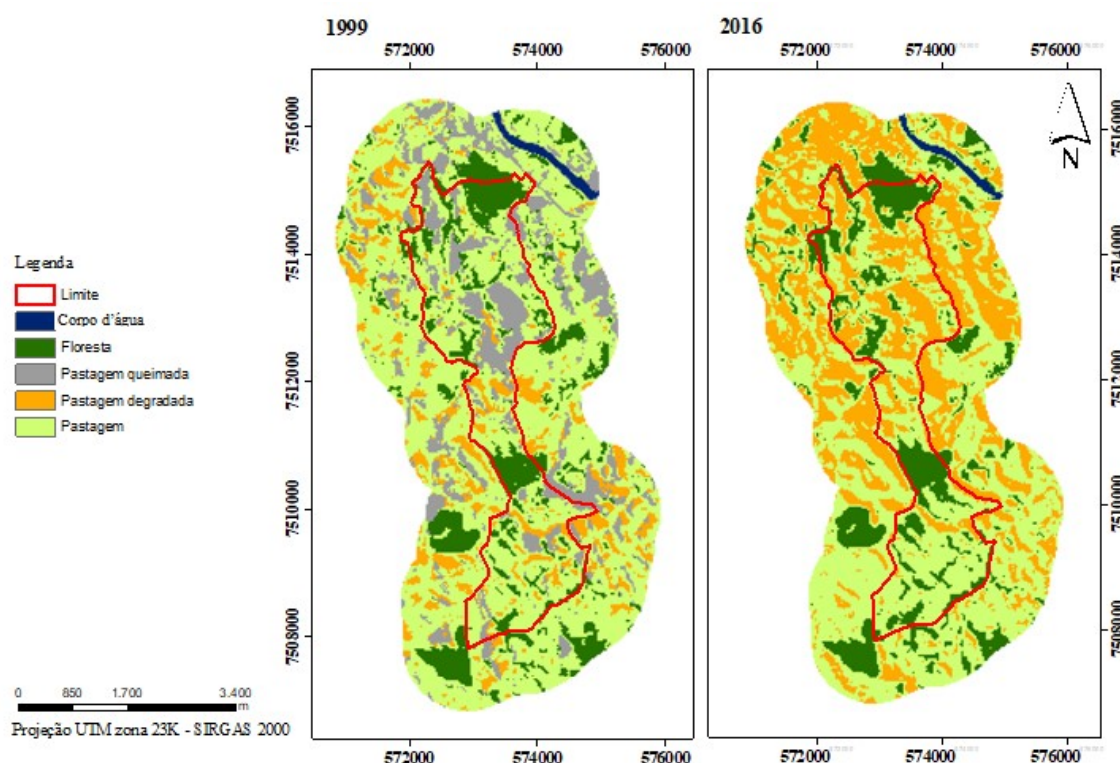 1999
2016
572000 574000 576000
572000 574000 576000
7516000
7514000
7512000
7510000
7508000
7516000
7514000
7512000
7510000
7508000
N
Legenda
Limite
Corpo d'água
Floresta
Pastagem queimada
Pastagem degradada
Pastagem
0 850 1.700 3.400
m
Projeção UTM zona 23K - SIRGAS 2000
572000 574000 576000
572000 574000 576000